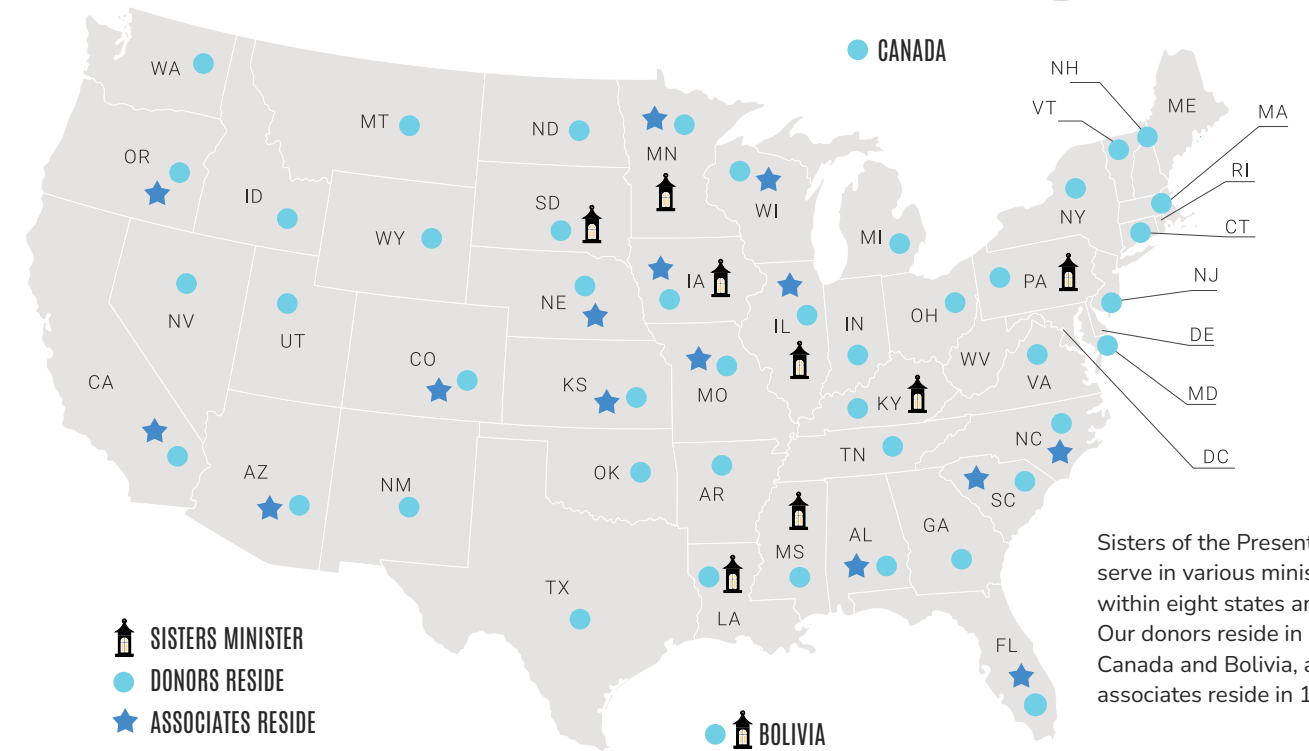 CANADA
NH
VT
ME
MA
RI
CT
NJ
DE
MD
DC
WA
MT
ND
MN
OR
ID
SD
WI
NY
WY
MI
NE
IA
PA
NV
UT
IL
IN
OH
CO
WV
CA
KS
MO
KY
VA
AZ
NM
OK
AR
TN
NC
SC
MS
AL
GA
TX
LA
FL
Sisters of the Present
serve in various minis
within eight states an
Our donors reside in
Canada and Bolivia, a
associates reside in 1
SISTERS MINISTER
DONORS RESIDE
ASSOCIATES RESIDE
BOLIVIA